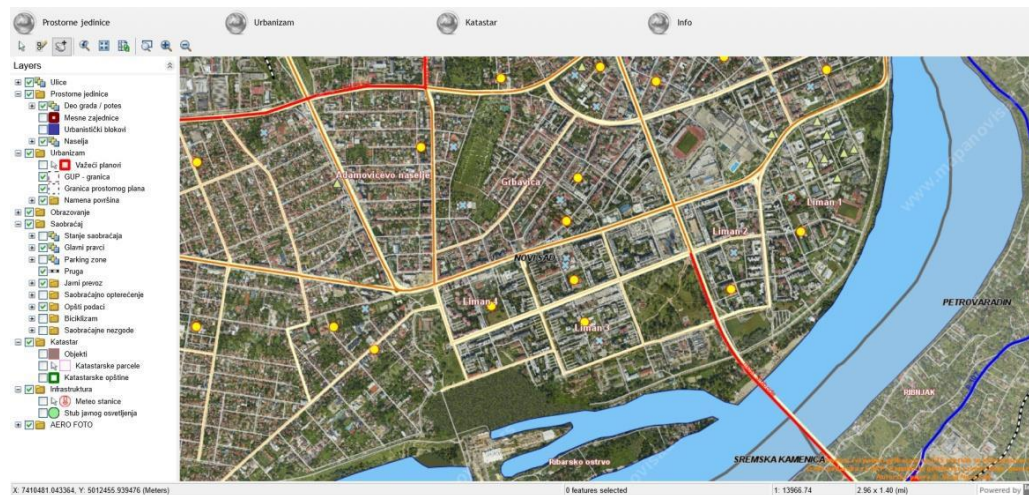 Prostorne jedinice
Urbanizam
Katastar
Info
Layers
Ulice
Prostorne jedinice
Deo grada / potes
Mesne zajednice
Urbanistički blokovi
Naselja
Urbanizam
Važeći planovi
GUP - granica
Granica prostornog plana
Namena površina
Obrazovanje
Saobraćaj
Stanje saobraćaja
Glavni pravci
Parking zone
Pruga
Javni prevoz
Saobraćajno opterećenje
Opšti podaci
Biciklizam
Saobraćajne nezgode
Katastar
Objekti
Katastarske parcele
Katastarske opštine
Infrastruktura
Meteo stanice
Stub javnog osvetljenja
AERO FOTO
Adamovićevo naselje
Grbavica
Liman 1
Liman 2
NOVI SAD
Liman 3
PETROVARADIN
RIBNJAK
Ribarsko ostrvo
SREMSKA KAMENICA
X: 7410481.043364, Y: 5012455.939476 (Meters)
0 features selected
1: 13966.74
2.96 x 1.40 (mi)
Powered by